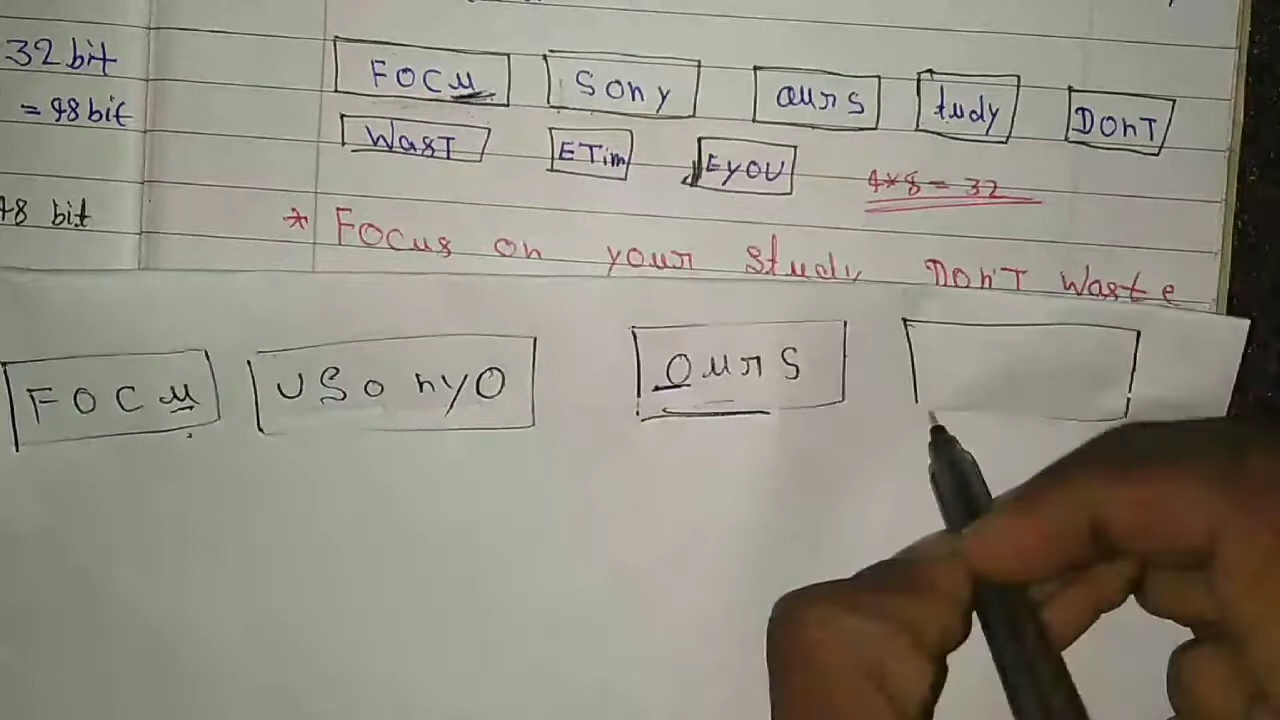 32 bit FOCu Sony ours tudy DonT
= 48 bit WasT ETim EyOU 4*8 = 32
48 bit * Focus on your study Don'T Waste
FOCu USonyO ours